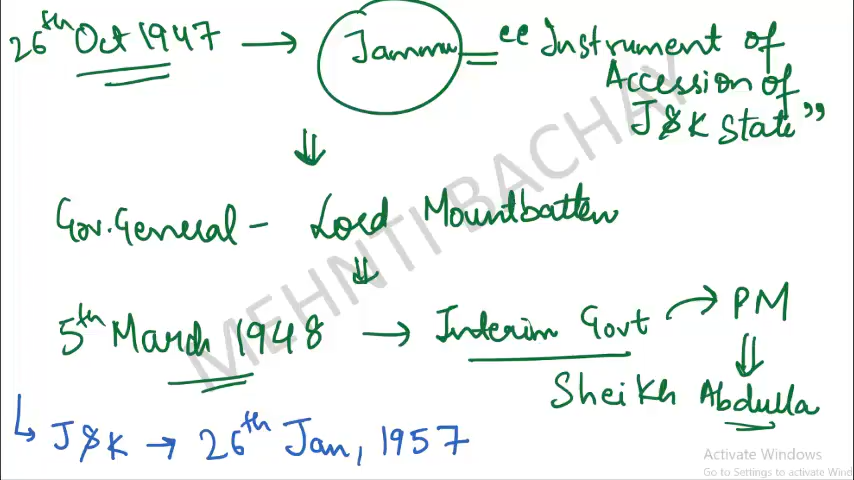 26th Oct 1947 → Jammu = "Instrument of
Accession of
J&K State"
⇓
Gov. General - Lord Mountbatten
⇓
5th March 1948 → Interim Govt → PM
⇓
Sheikh Abdulla
↳ J&K → 26th Jan, 1957
MEHNTI BACHAY
Activate Windows
Go to Settings to activate Wind